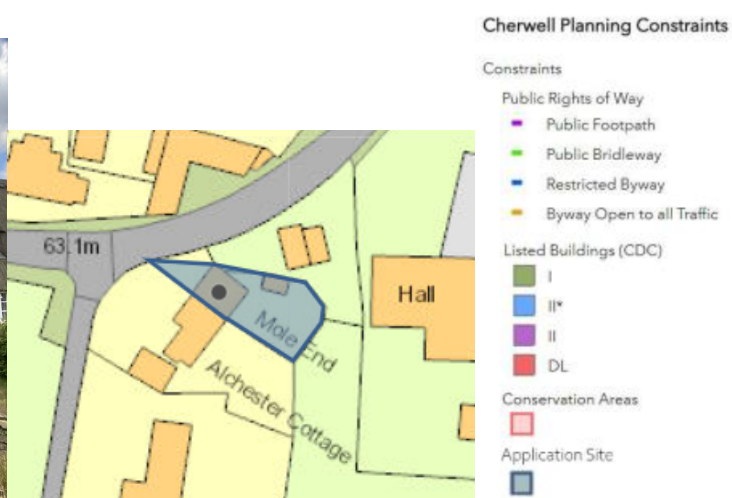 63.1m
Hall
Mole End
Alchester Cottage
Cherwell Planning Constraints
Constraints
Public Rights of Way
Public Footpath
Public Bridleway
Restricted Byway
Byway Open to all Traffic
Listed Buildings (CDC)
I
II*
II
DL
Conservation Areas
Application Site